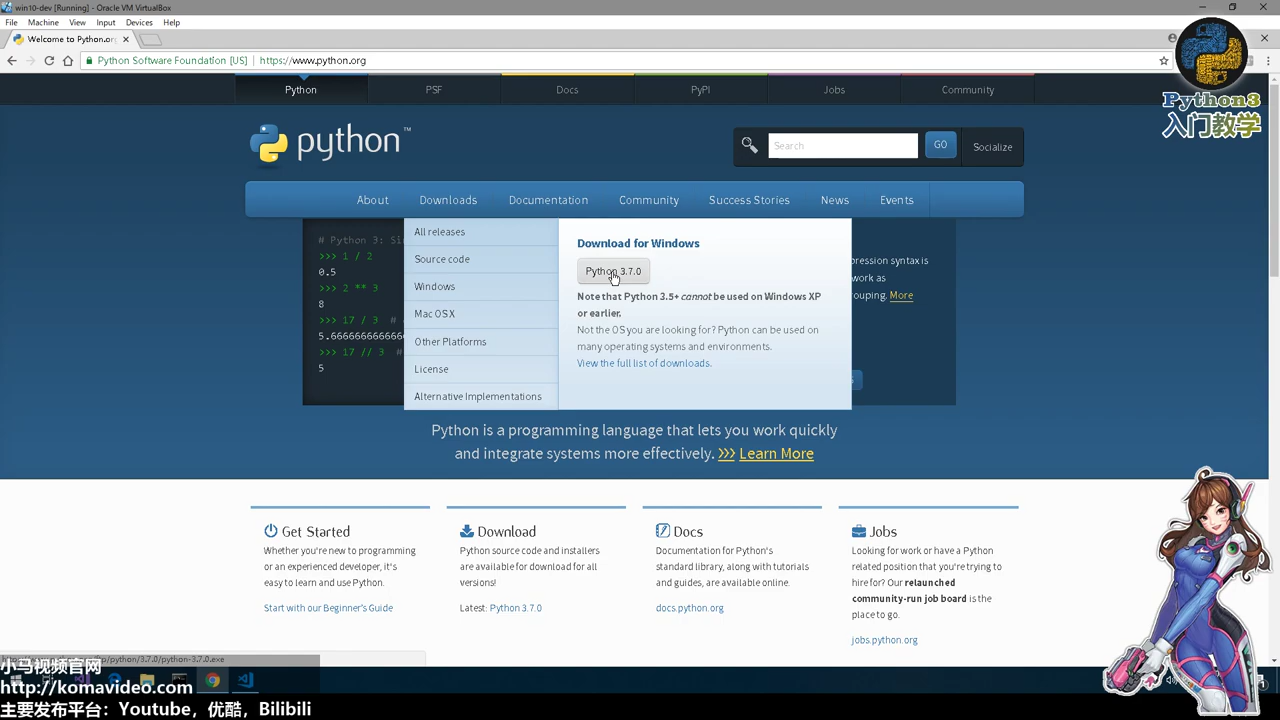 win10-dev [Running] - Oracle VM VirtualBox
File Machine View Input Devices Help
Welcome to Python.org
Python Software Foundation [US] https://www.python.org
Python PSF Docs PyPI Jobs Community
Python3
入门教学
python™
Search GO Socialize
About Downloads Documentation Community Success Stories News Events
# Python 3: Si
>>> 1 / 2
0.5
>>> 2 ** 3
8
>>> 17 / 3 #
5.666666666666
>>> 17 // 3 #
5
All releases
Source code
Windows
Mac OS X
Other Platforms
License
Alternative Implementations
Download for Windows
Python 3.7.0
Note that Python 3.5+ cannot be used on Windows XP
or earlier.
Not the OS you are looking for? Python can be used on
many operating systems and environments.
View the full list of downloads.
pression syntax is
work as
rouping. More
Python is a programming language that lets you work quickly
and integrate systems more effectively. >>> Learn More
Get Started
Whether you're new to programming
or an experienced developer, it's
easy to learn and use Python.
Start with our Beginner's Guide
Download
Python source code and installers
are available for download for all
versions!
Latest: Python 3.7.0
Docs
Documentation for Python's
standard library, along with tutorials
and guides, are available online.
docs.python.org
Jobs
Looking for work or have a Python
related position that you're trying to
hire for? Our relaunched
community-run job board is the
place to go.
jobs.python.org
/python/3.7.0/python-3.7.0.exe
小马视频官网
http://komavideo.com
主要发布平台：Youtube，优酷，Bilibili